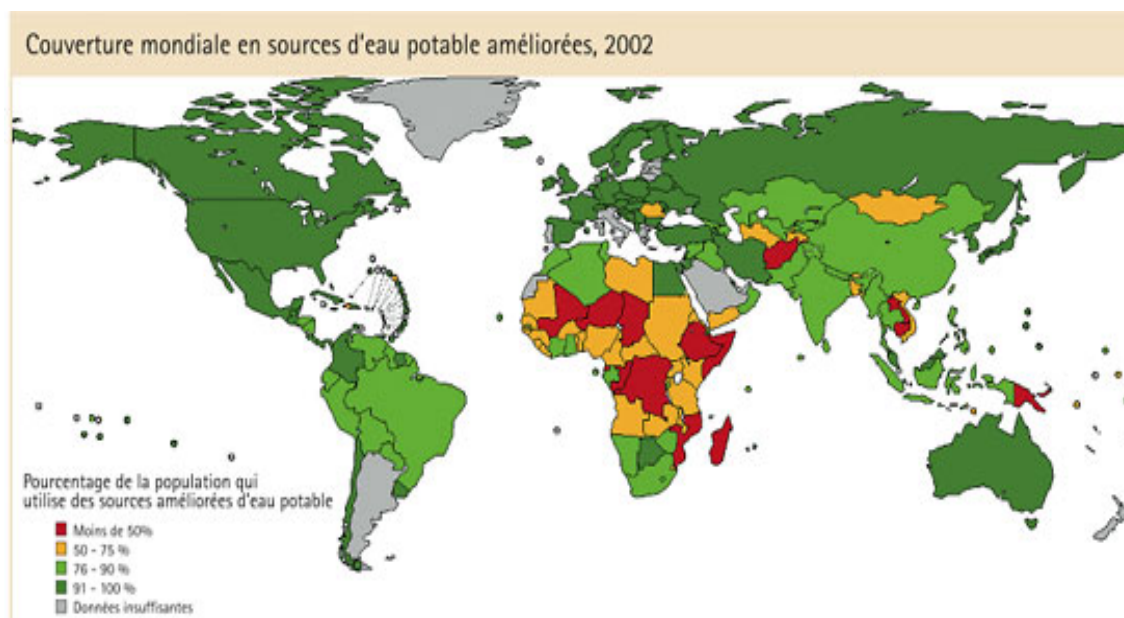 Couverture mondiale en sources d'eau potable améliorées, 2002
Pourcentage de la population qui
utilise des sources améliorées d'eau potable
Moins de 50%
50 - 75 %
76 - 90 %
91 - 100 %
Données insuffisantes